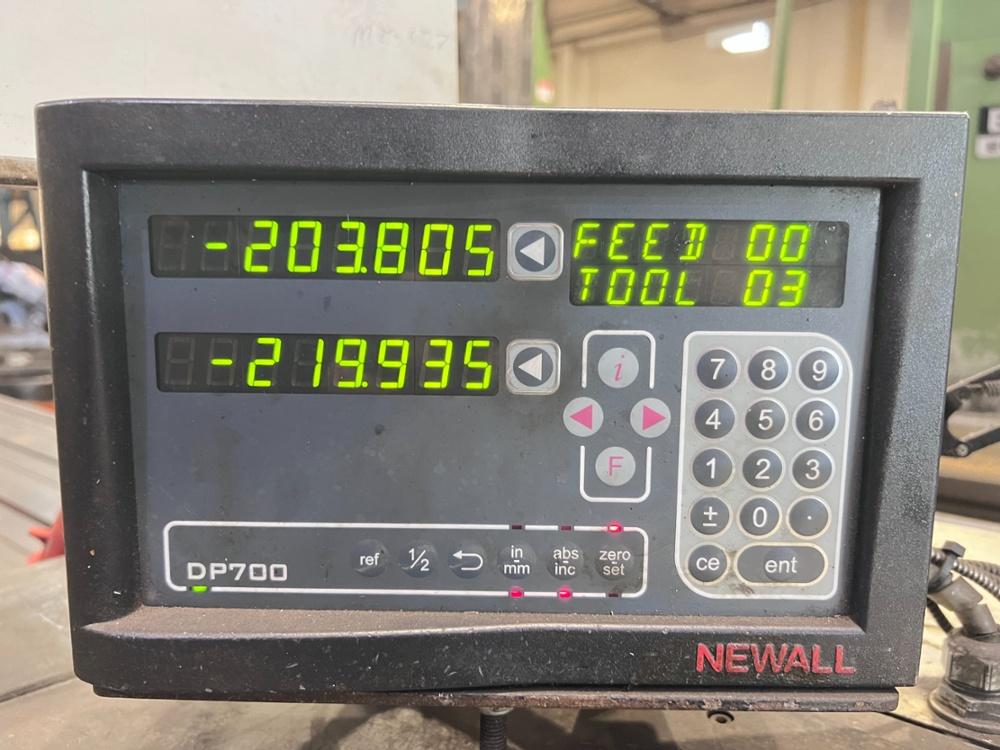 -203.805
FEED 00
TOOL 03
-219.935
i
F
7 8 9
4 5 6
1 2 3
± 0 .
ce ent
ref ½ in mm abs inc zero set
DP700
NEWALL